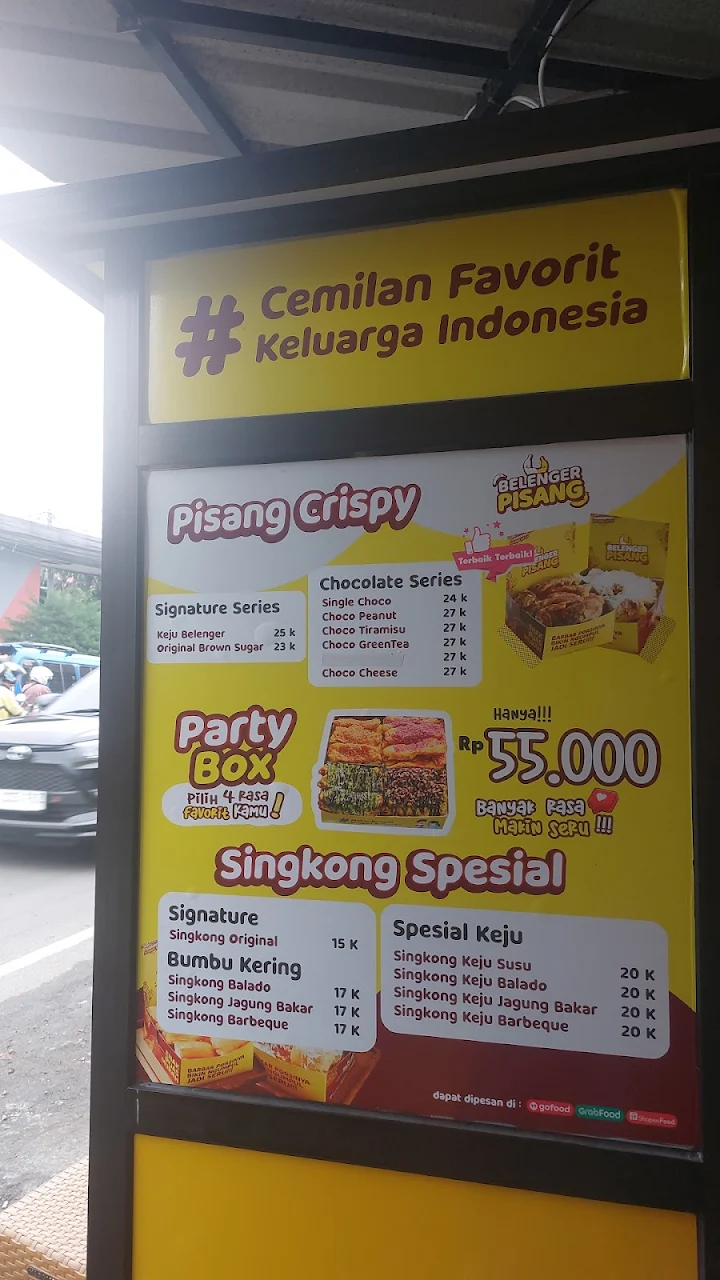 # Cemilan Favorit
Keluarga Indonesia
Pisang Crispy
BELENGER
PISANG
Terbaik Terbaik!
BELENGER
PISANG
BELENGER
PISANG
Signature Series
Keju Belenger 25 k
Original Brown Sugar 23 k
Chocolate Series
Single Choco 24 k
Choco Peanut 27 k
Choco Tiramisu 27 k
Choco GreenTea 27 k
27 k
Choco Cheese 27 k
Party
Box
Pilih 4 Rasa
Favorit Kamu!
Hanya!!!
Rp 55.000
Banyak Rasa
Makin Seru!!!
Singkong Spesial
Signature
Singkong Original 15 K
Bumbu Kering
Singkong Balado 17 K
Singkong Jagung Bakar 17 K
Singkong Barbeque 17 K
Spesial Keju
Singkong Keju Susu 20 K
Singkong Keju Balado 20 K
Singkong Keju Jagung Bakar 20 K
Singkong Keju Barbeque 20 K
dapat dipesan di : gofood GrabFood ShopeeFood